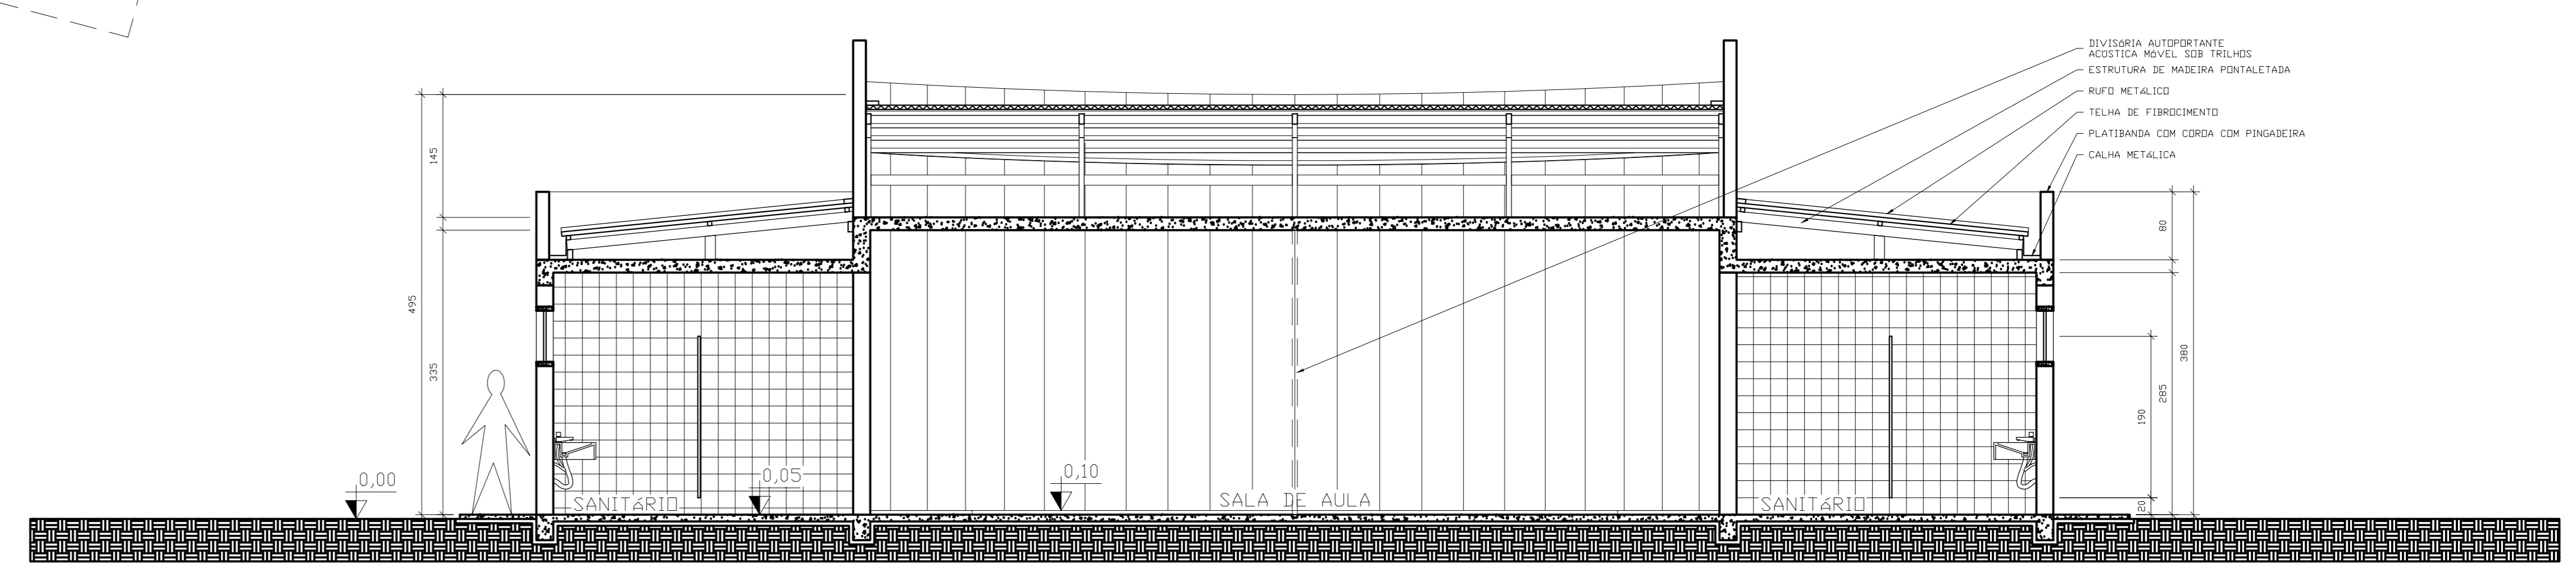 DIVISóRIA AUTOPORTANTE
ACúSTICA MóVEL SOB TRILHOS
ESTRUTURA DE MADEIRA PONTALETADA
RUFO METáLICO
TELHA DE FIBROCIMENTO
PLATIBANDA COM COROA COM PINGADEIRA
CALHA METáLICA
145
495
335
80
380
285
190
20
0,00
0,05
0,10
SANITáRIO
SALA DE AULA
SANITáRIO